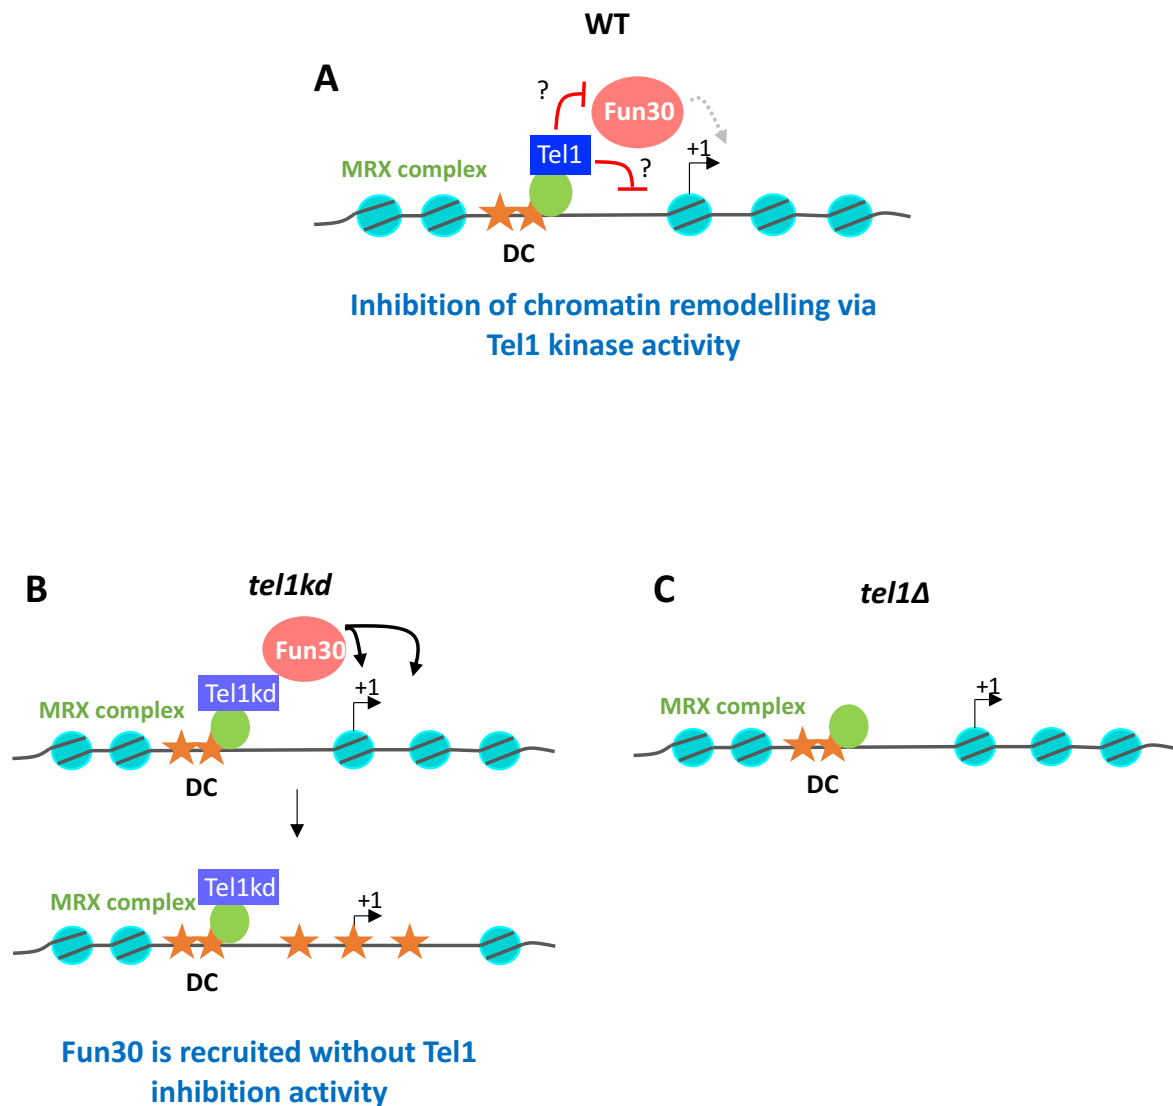 WT
A
?
Fun30
Tel1
?
+1
MRX complex
DC
Inhibition of chromatin remodelling via
Tel1 kinase activity
B
tel1kd
Fun30
Tel1kd
+1
MRX complex
DC
Tel1kd
+1
MRX complex
DC
Fun30 is recruited without Tel1
inhibition activity
C
tel1Δ
+1
MRX complex
DC